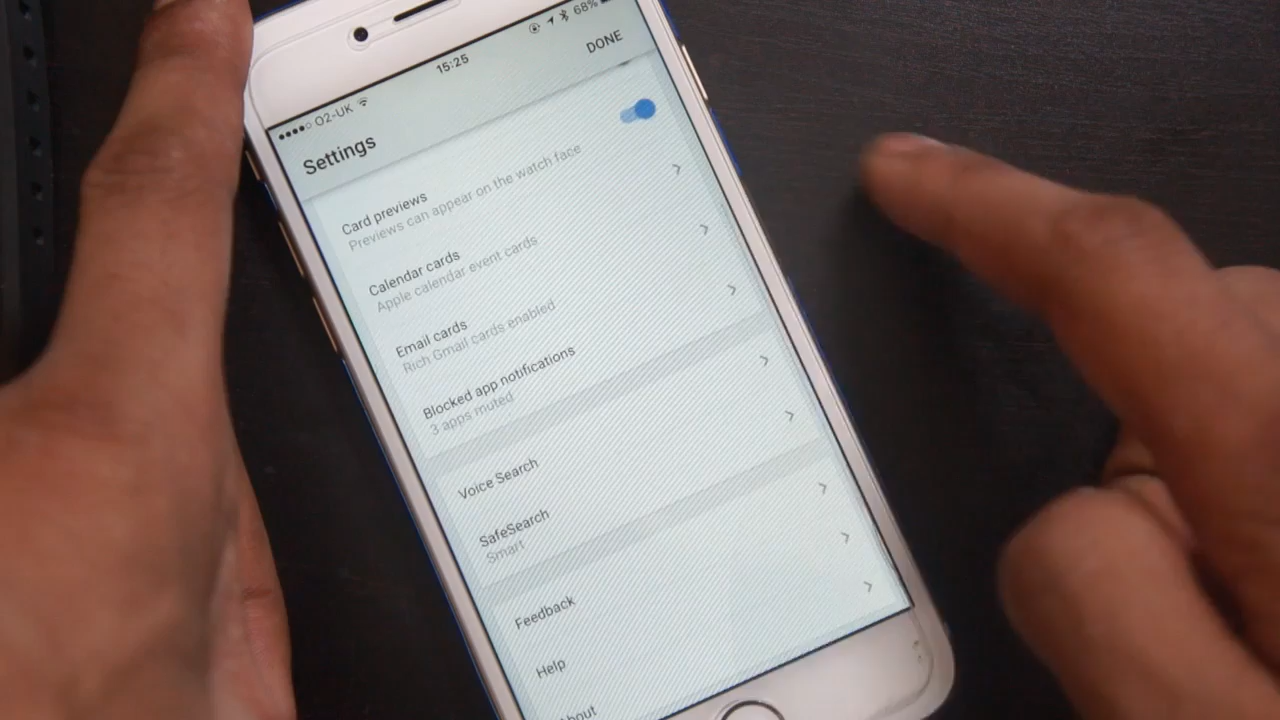 O2-UK
15:25
68%
Settings
DONE
Card previews
Previews can appear on the watch face
Calendar cards
Apple calendar event cards
Email cards
Rich Gmail cards enabled
Blocked app notifications
3 apps muted
Voice Search
SafeSearch
Smart
Feedback
Help
About